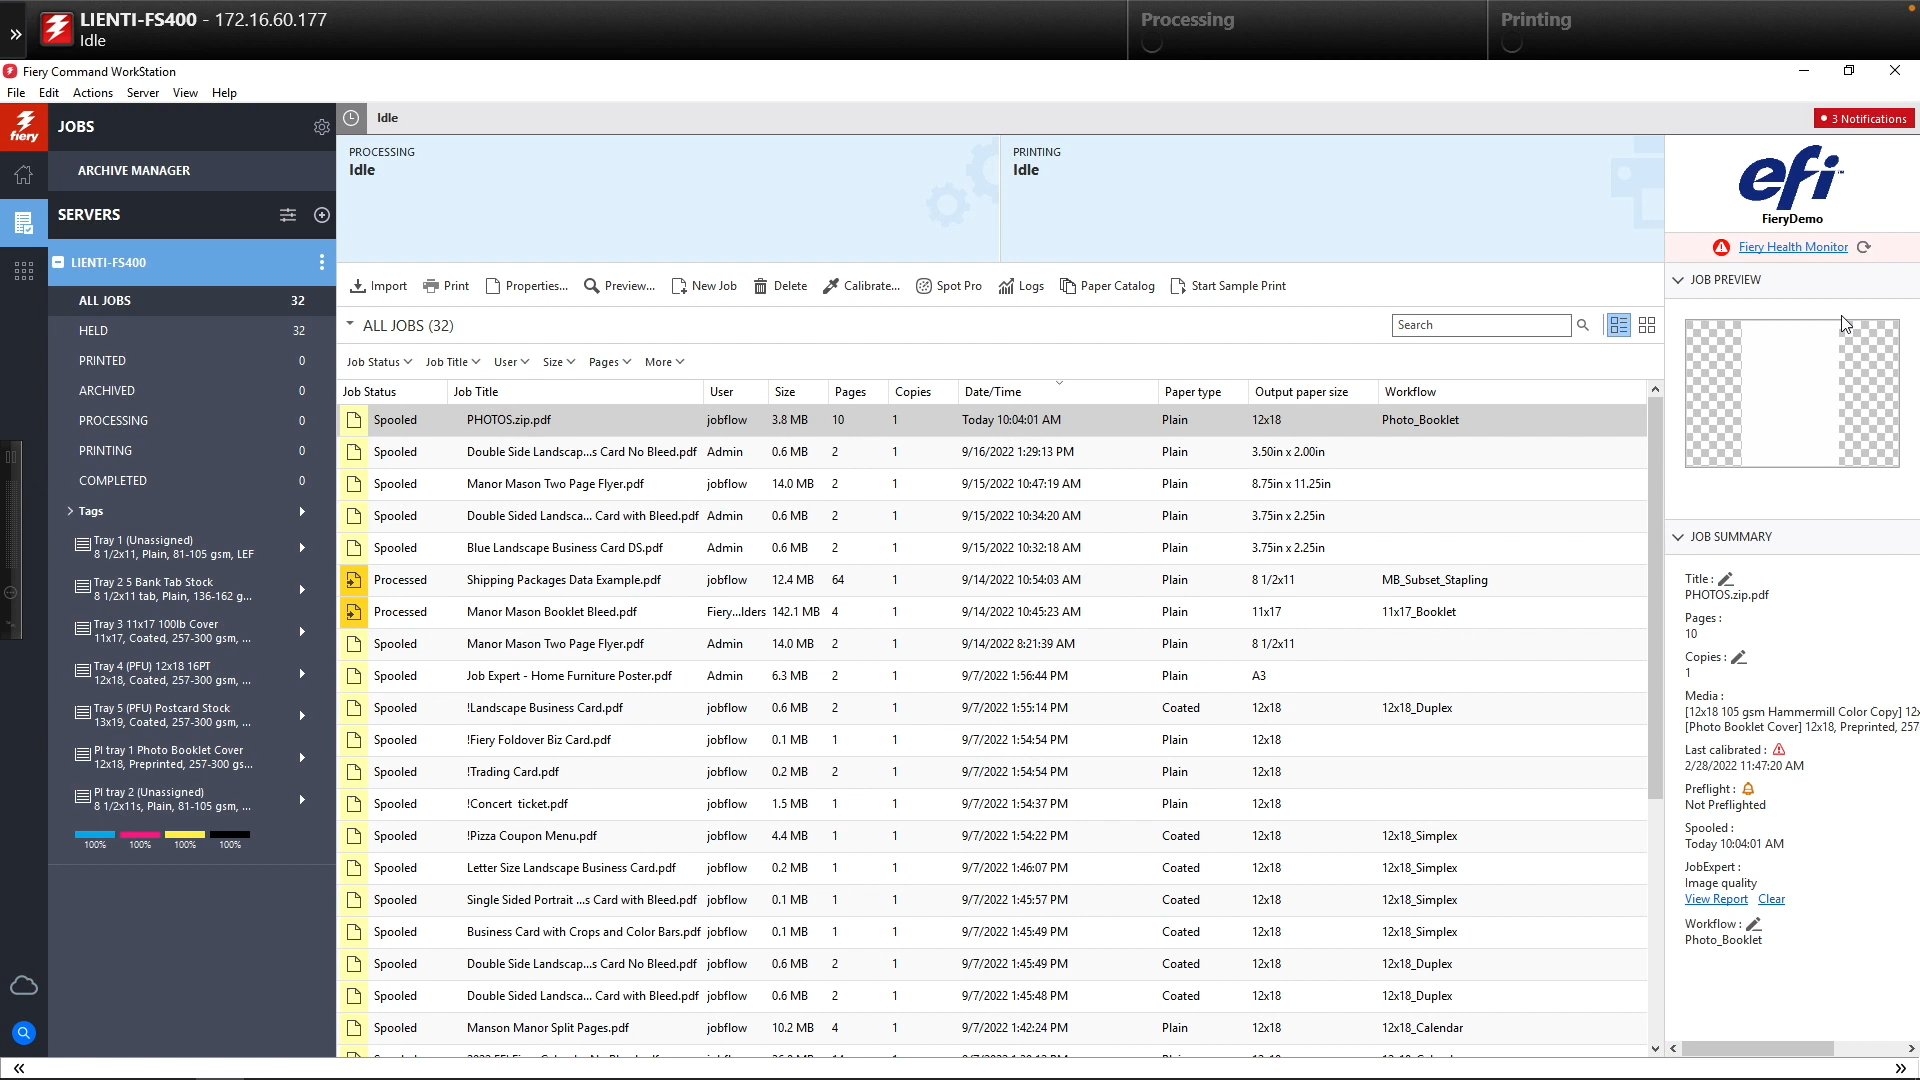 LIENTI-FS400 - 172.16.60.177
Idle
Processing
Printing
Fiery Command WorkStation
File Edit Actions Server View Help
fiery
JOBS
ARCHIVE MANAGER
SERVERS
LIENTI-FS400
ALL JOBS 32
HELD 32
PRINTED 0
ARCHIVED 0
PROCESSING 0
PRINTING 0
COMPLETED 0
Tags
Tray 1 (Unassigned)
8 1/2x11, Plain, 81-105 gsm, LEF
Tray 2 5 Bank Tab Stock
8 1/2x11 tab, Plain, 136-162 g...
Tray 3 11x17 100lb Cover
11x17, Coated, 257-300 gsm, ...
Tray 4 (PFU) 12x18 16PT
12x18, Coated, 257-300 gsm, ...
Tray 5 (PFU) Postcard Stock
13x19, Coated, 257-300 gsm, ...
PI tray 1 Photo Booklet Cover
12x18, Preprinted, 257-300 gs...
PI tray 2 (Unassigned)
8 1/2x11s, Plain, 81-105 gsm, ...
100% 100% 100% 100%
Idle
3 Notifications
PROCESSING
Idle
PRINTING
Idle
Import Print Properties... Preview... New Job Delete Calibrate... Spot Pro Logs Paper Catalog Start Sample Print
ALL JOBS (32)
Search
Job Status Job Title User Size Pages More
Job Status Job Title User Size Pages Copies Date/Time Paper type Output paper size Workflow
Spooled PHOTOS.zip.pdf jobflow 3.8 MB 10 1 Today 10:04:01 AM Plain 12x18 Photo_Booklet
Spooled Double Side Landscap...s Card No Bleed.pdf Admin 0.6 MB 2 1 9/16/2022 1:29:13 PM Plain 3.50in x 2.00in
Spooled Manor Mason Two Page Flyer.pdf jobflow 14.0 MB 2 1 9/15/2022 10:47:19 AM Plain 8.75in x 11.25in
Spooled Double Sided Landsca... Card with Bleed.pdf Admin 0.6 MB 2 1 9/15/2022 10:34:20 AM Plain 3.75in x 2.25in
Spooled Blue Landscape Business Card DS.pdf Admin 0.6 MB 2 1 9/15/2022 10:32:18 AM Plain 3.75in x 2.25in
Processed Shipping Packages Data Example.pdf jobflow 12.4 MB 64 1 9/14/2022 10:54:03 AM Plain 8 1/2x11 MB_Subset_Stapling
Processed Manor Mason Booklet Bleed.pdf Fiery...lders 142.1 MB 4 1 9/14/2022 10:45:23 AM Plain 11x17 11x17_Booklet
Spooled Manor Mason Two Page Flyer.pdf Admin 14.0 MB 2 1 9/14/2022 8:21:39 AM Plain 8 1/2x11
Spooled Job Expert - Home Furniture Poster.pdf Admin 6.3 MB 2 1 9/7/2022 1:56:44 PM Plain A3
Spooled !Landscape Business Card.pdf jobflow 0.6 MB 2 1 9/7/2022 1:55:14 PM Coated 12x18 12x18_Duplex
Spooled !Fiery Foldover Biz Card.pdf jobflow 0.1 MB 1 1 9/7/2022 1:54:54 PM Plain 12x18
Spooled !Trading Card.pdf jobflow 0.2 MB 2 1 9/7/2022 1:54:54 PM Plain 12x18
Spooled !Concert ticket.pdf jobflow 1.5 MB 1 1 9/7/2022 1:54:37 PM Plain 12x18
Spooled !Pizza Coupon Menu.pdf jobflow 4.4 MB 1 1 9/7/2022 1:54:22 PM Coated 12x18 12x18_Simplex
Spooled Letter Size Landscape Business Card.pdf jobflow 0.2 MB 1 1 9/7/2022 1:46:07 PM Coated 12x18 12x18_Simplex
Spooled Single Sided Portrait ...s Card with Bleed.pdf jobflow 0.1 MB 1 1 9/7/2022 1:45:57 PM Coated 12x18 12x18_Simplex
Spooled Business Card with Crops and Color Bars.pdf jobflow 0.1 MB 1 1 9/7/2022 1:45:49 PM Coated 12x18 12x18_Simplex
Spooled Double Side Landscap...s Card No Bleed.pdf jobflow 0.6 MB 2 1 9/7/2022 1:45:49 PM Coated 12x18 12x18_Duplex
Spooled Double Sided Landsca... Card with Bleed.pdf jobflow 0.6 MB 2 1 9/7/2022 1:45:48 PM Coated 12x18 12x18_Duplex
Spooled Manson Manor Split Pages.pdf jobflow 10.2 MB 4 1 9/7/2022 1:42:24 PM Plain 12x18 12x18_Calendar
efi
FieryDemo
Fiery Health Monitor
JOB PREVIEW
JOB SUMMARY
Title :
PHOTOS.zip.pdf
Pages :
10
Copies :
1
Media :
[12x18 105 gsm Hammermill Color Copy] 12x
[Photo Booklet Cover] 12x18, Preprinted, 257
Last calibrated :
2/28/2022 11:47:20 AM
Preflight :
Not Preflighted
Spooled :
Today 10:04:01 AM
JobExpert :
Image quality
View Report Clear
Workflow :
Photo_Booklet